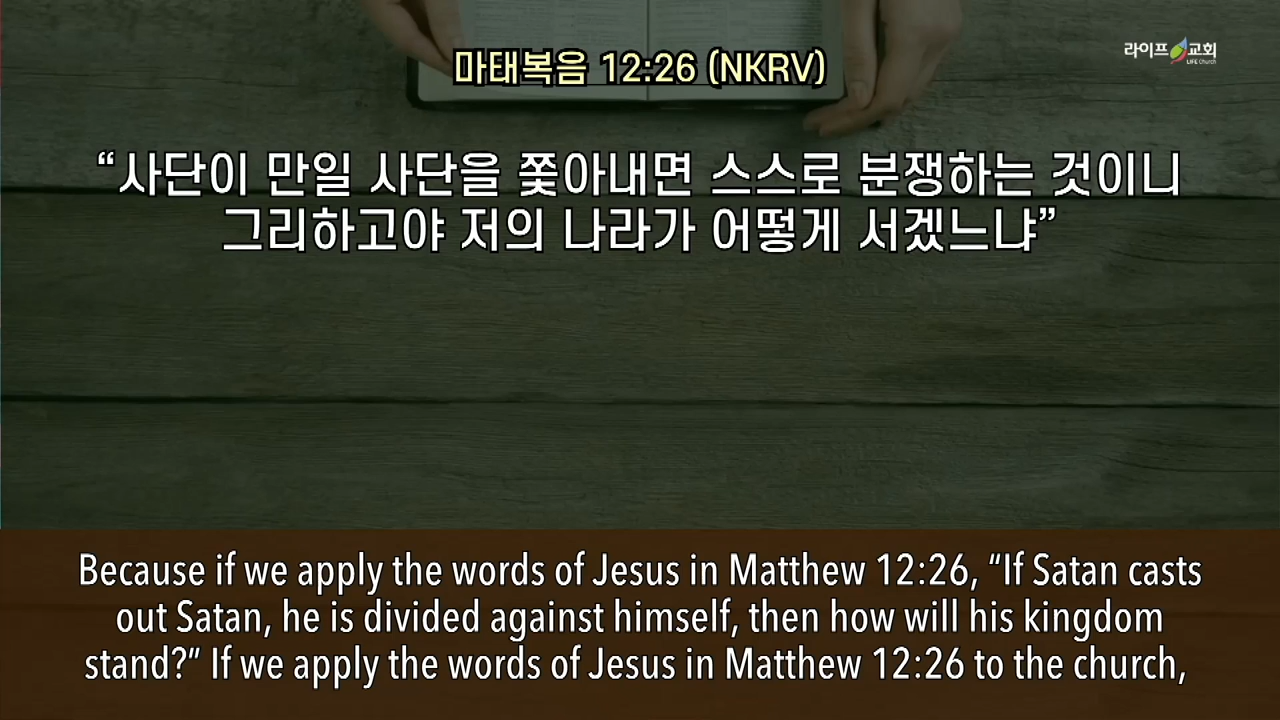 마태복음 12:26 (NKRV)
라이프 교회
LIFE Church
“사단이 만일 사단을 쫓아내면 스스로 분쟁하는 것이니
그리하고야 저의 나라가 어떻게 서겠느냐”
Because if we apply the words of Jesus in Matthew 12:26, “If Satan casts
out Satan, he is divided against himself, then how will his kingdom
stand?” If we apply the words of Jesus in Matthew 12:26 to the church,